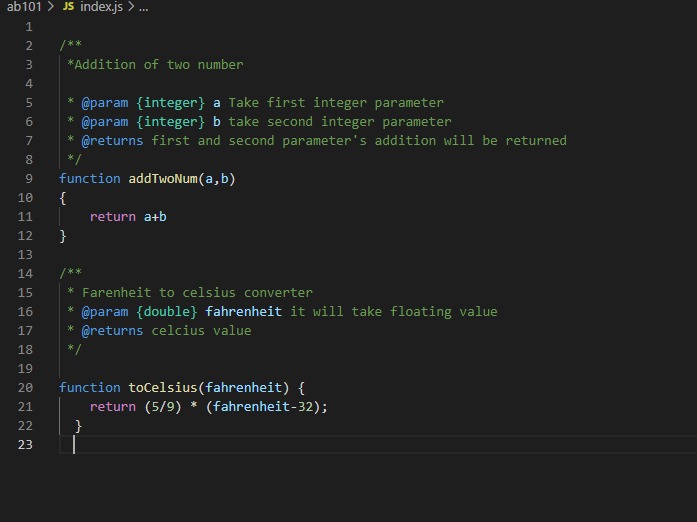 ab101 > JS index.js > ...
1
2 /**
3 *Addition of two number
4
5 * @param {integer} a Take first integer parameter
6 * @param {integer} b take second integer parameter
7 * @returns first and second parameter's addition will be returned
8 */
9 function addTwoNum(a,b)
10 {
11 return a+b
12 }
13
14 /**
15 * Farenheit to celsius converter
16 * @param {double} fahrenheit it will take floating value
17 * @returns celcius value
18 */
19
20 function toCelsius(fahrenheit) {
21 return (5/9) * (fahrenheit-32);
22 }
23